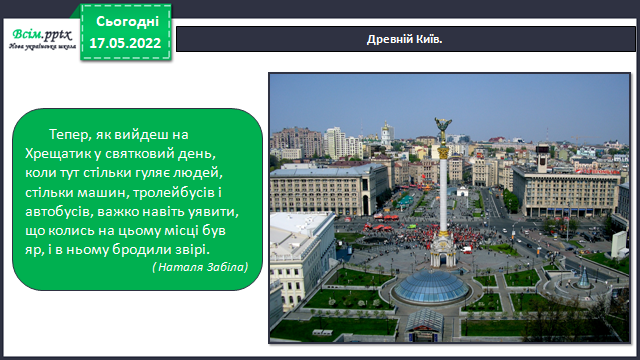 Всім.pptx
Нова українська школа
Сьогодні
17.05.2022
Древній Київ.
Тепер, як вийдеш на
Хрещатик у святковий день,
коли тут стільки гуляє людей,
стільки машин, тролейбусів і
автобусів, важко навіть уявити,
що колись на цьому місці був
яр, і в ньому бродили звірі.
( Наталя Забіла)